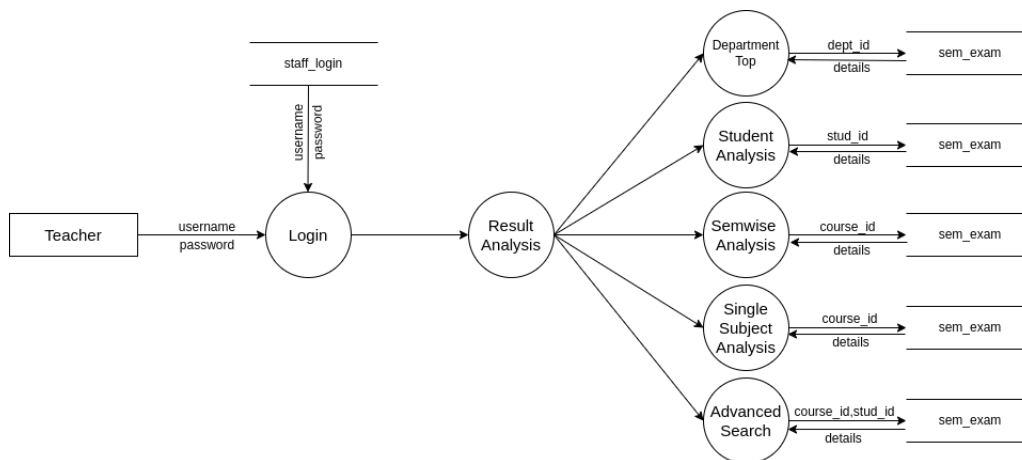 staff_login
username
password
Teacher
username
password
Login
Result
Analysis
Department
Top
dept_id
details
sem_exam
Student
Analysis
stud_id
details
sem_exam
Semwise
Analysis
course_id
details
sem_exam
Single
Subject
Analysis
course_id
details
sem_exam
Advanced
Search
course_id,stud_id
details
sem_exam